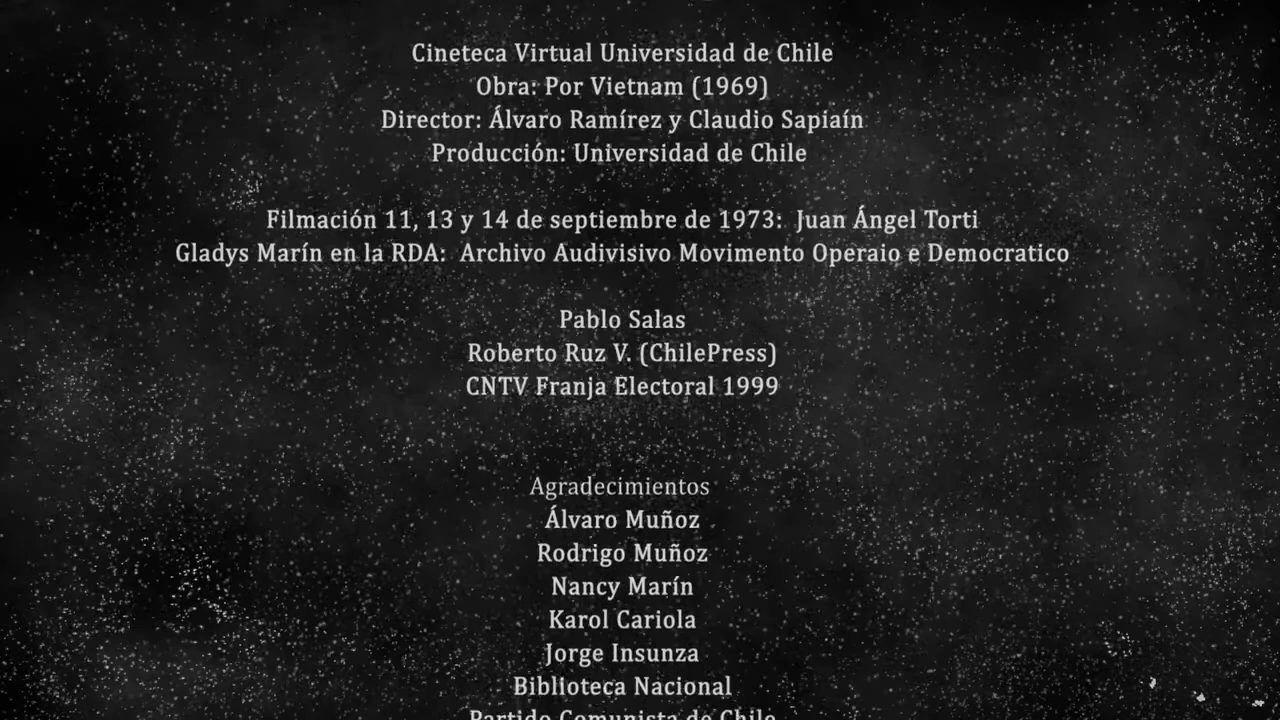 Cineteca Virtual Universidad de Chile
Obra: Por Vietnam (1969)
Director: Álvaro Ramírez y Claudio Sapiaín
Producción: Universidad de Chile
Filmación 11, 13 y 14 de septiembre de 1973: Juan Ángel Torti
Gladys Marín en la RDA: Archivo Audivisivo Movimento Operaio e Democratico
Pablo Salas
Roberto Ruz V. (ChilePress)
CNTV Franja Electoral 1999
Agradecimientos
Álvaro Muñoz
Rodrigo Muñoz
Nancy Marín
Karol Cariola
Jorge Insunza
Biblioteca Nacional
Partido Comunista de Chile